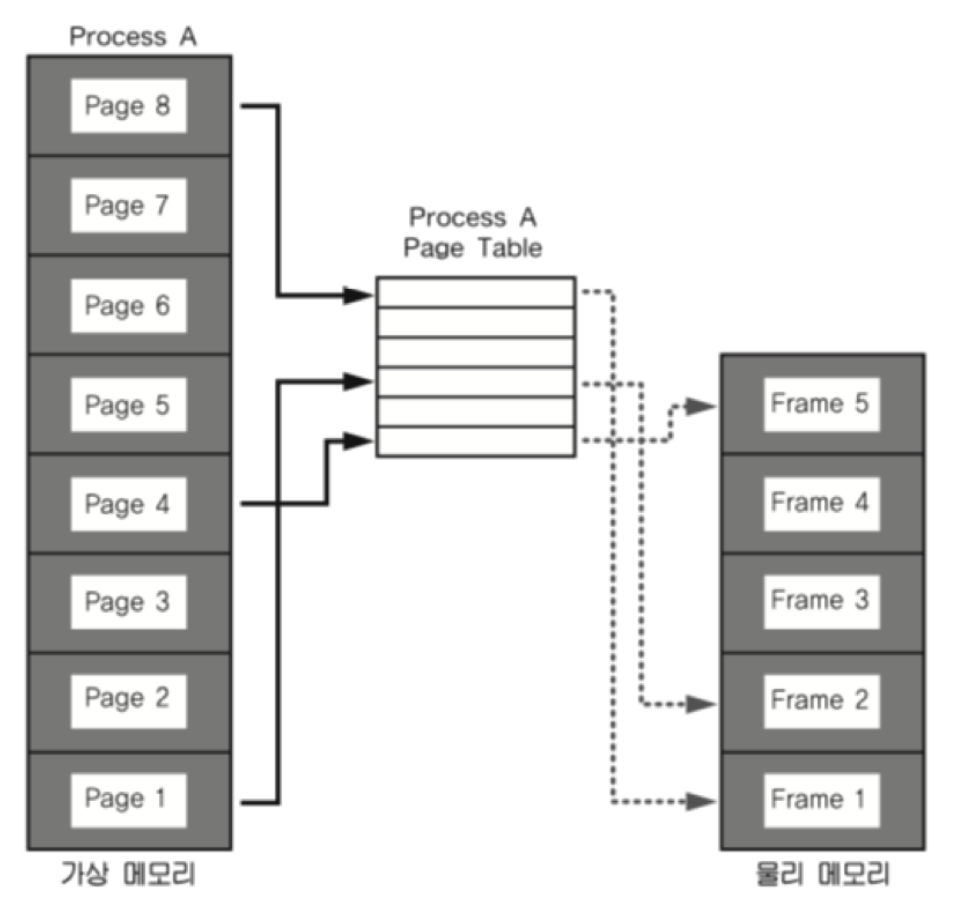 Process A
Page 8
Page 7
Page 6
Page 5
Page 4
Page 3
Page 2
Page 1
가상 메모리
Process A
Page Table
Frame 5
Frame 4
Frame 3
Frame 2
Frame 1
물리 메모리